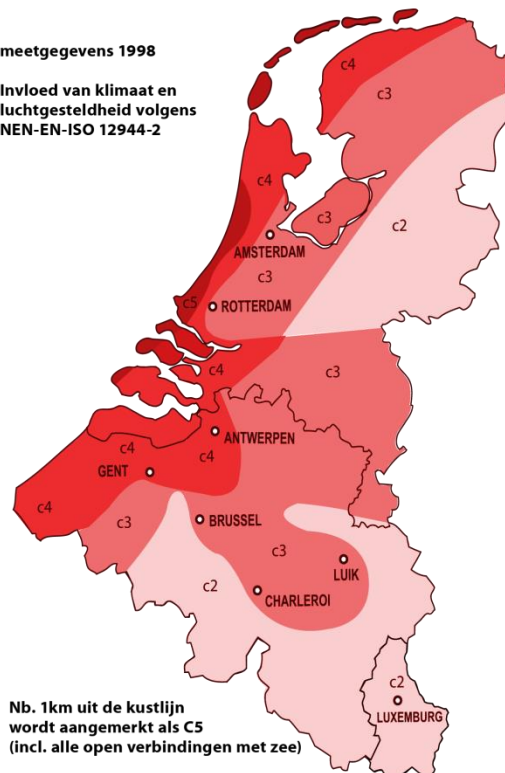 meetgegevens 1998
Invloed van klimaat en
luchtgesteldheid volgens
NEN-EN-ISO 12944-2
c4
c3
c4
c3
c2
AMSTERDAM
c3
c5
ROTTERDAM
c4
c3
ANTWERPEN
c4
c4
GENT
c4
c3
BRUSSEL
c3
LUIK
c2
CHARLEROI
c2
LUXEMBURG
Nb. 1km uit de kustlijn
wordt aangemerkt als C5
(incl. alle open verbindingen met zee)